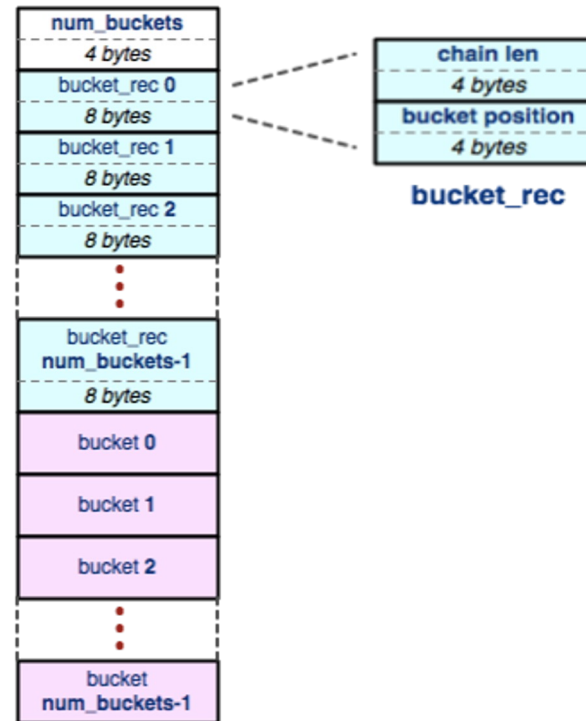 num_buckets
4 bytes
bucket_rec 0
8 bytes
bucket_rec 1
8 bytes
bucket_rec 2
8 bytes
bucket_rec
num_buckets-1
8 bytes
bucket 0
bucket 1
bucket 2
bucket
num_buckets-1
chain len
4 bytes
bucket position
4 bytes
bucket_rec